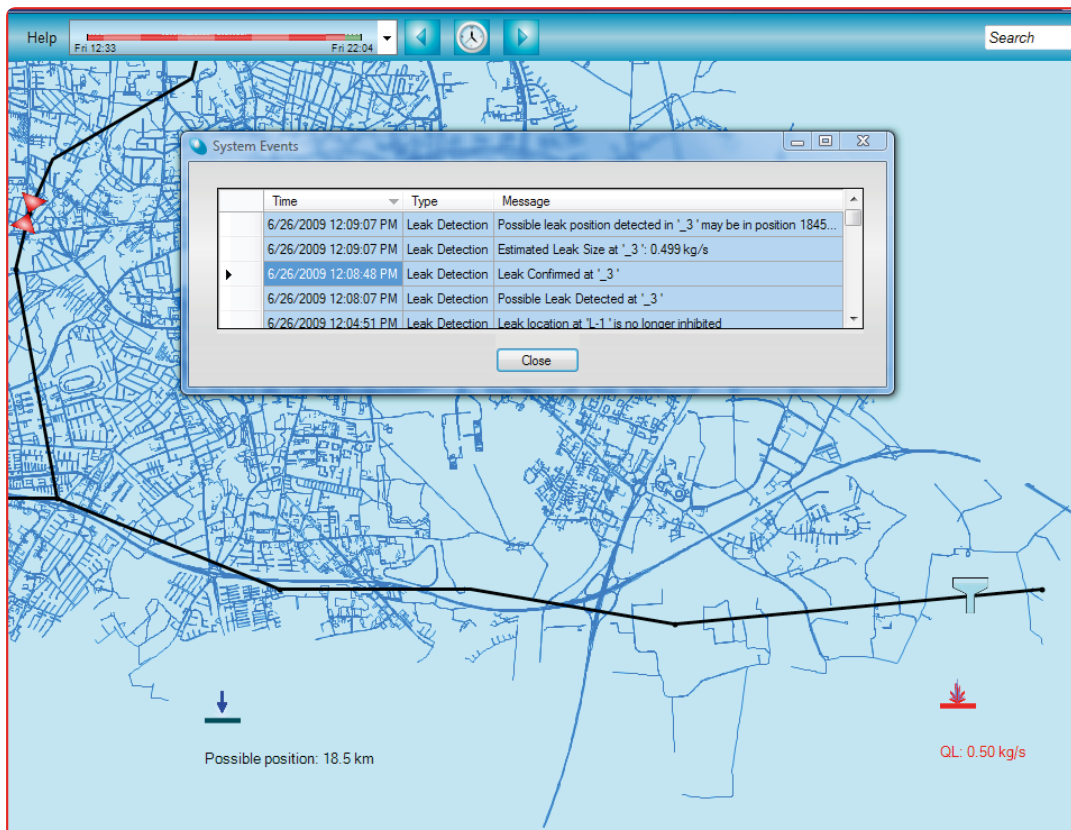 Help
Fri 12:33
Fri 22:04
Search
System Events
Time Type Message
6/26/2009 12:09:07 PM Leak Detection Possible leak position detected in '_3 ' may be in position 1845...
6/26/2009 12:09:07 PM Leak Detection Estimated Leak Size at '_3 ': 0.499 kg/s
6/26/2009 12:08:48 PM Leak Detection Leak Confirmed at '_3 '
6/26/2009 12:08:07 PM Leak Detection Possible Leak Detected at '_3 '
6/26/2009 12:04:51 PM Leak Detection Leak location at 'L-1 ' is no longer inhibited
Close
Possible position: 18.5 km
QL: 0.50 kg/s